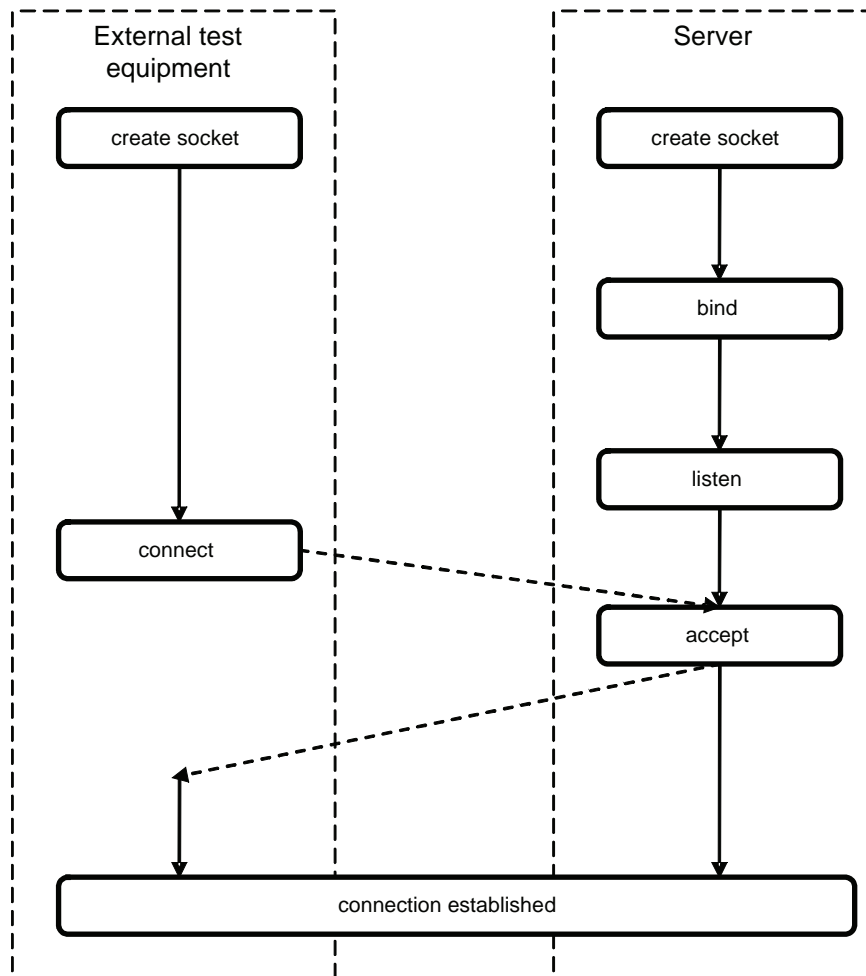 External test
equipment
Server
create socket
create socket
bind
listen
connect
accept
connection established